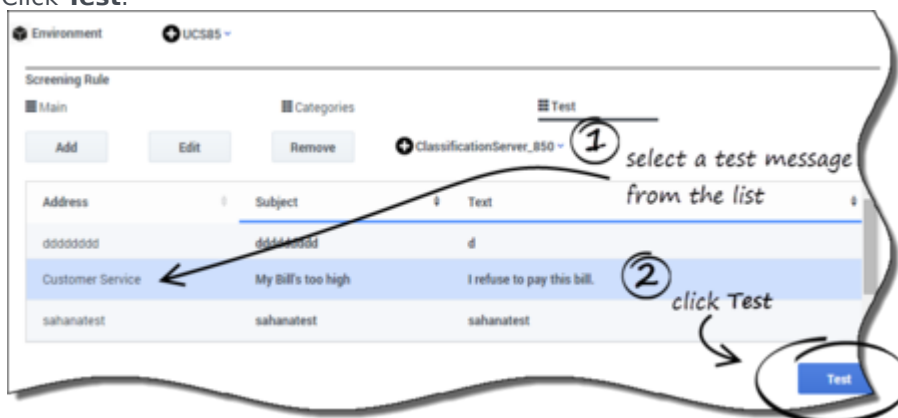 Click Test.
Environment UCS85
Screening Rule
Main Categories Test
Add Edit Remove ClassificationServer_850 1
select a test message
from the list
Address Subject Text
dddddddd ddddddddd d
Customer Service My Bill's too high I refuse to pay this bill. 2
click Test
sahanatest sahanatest sahanatest
Test